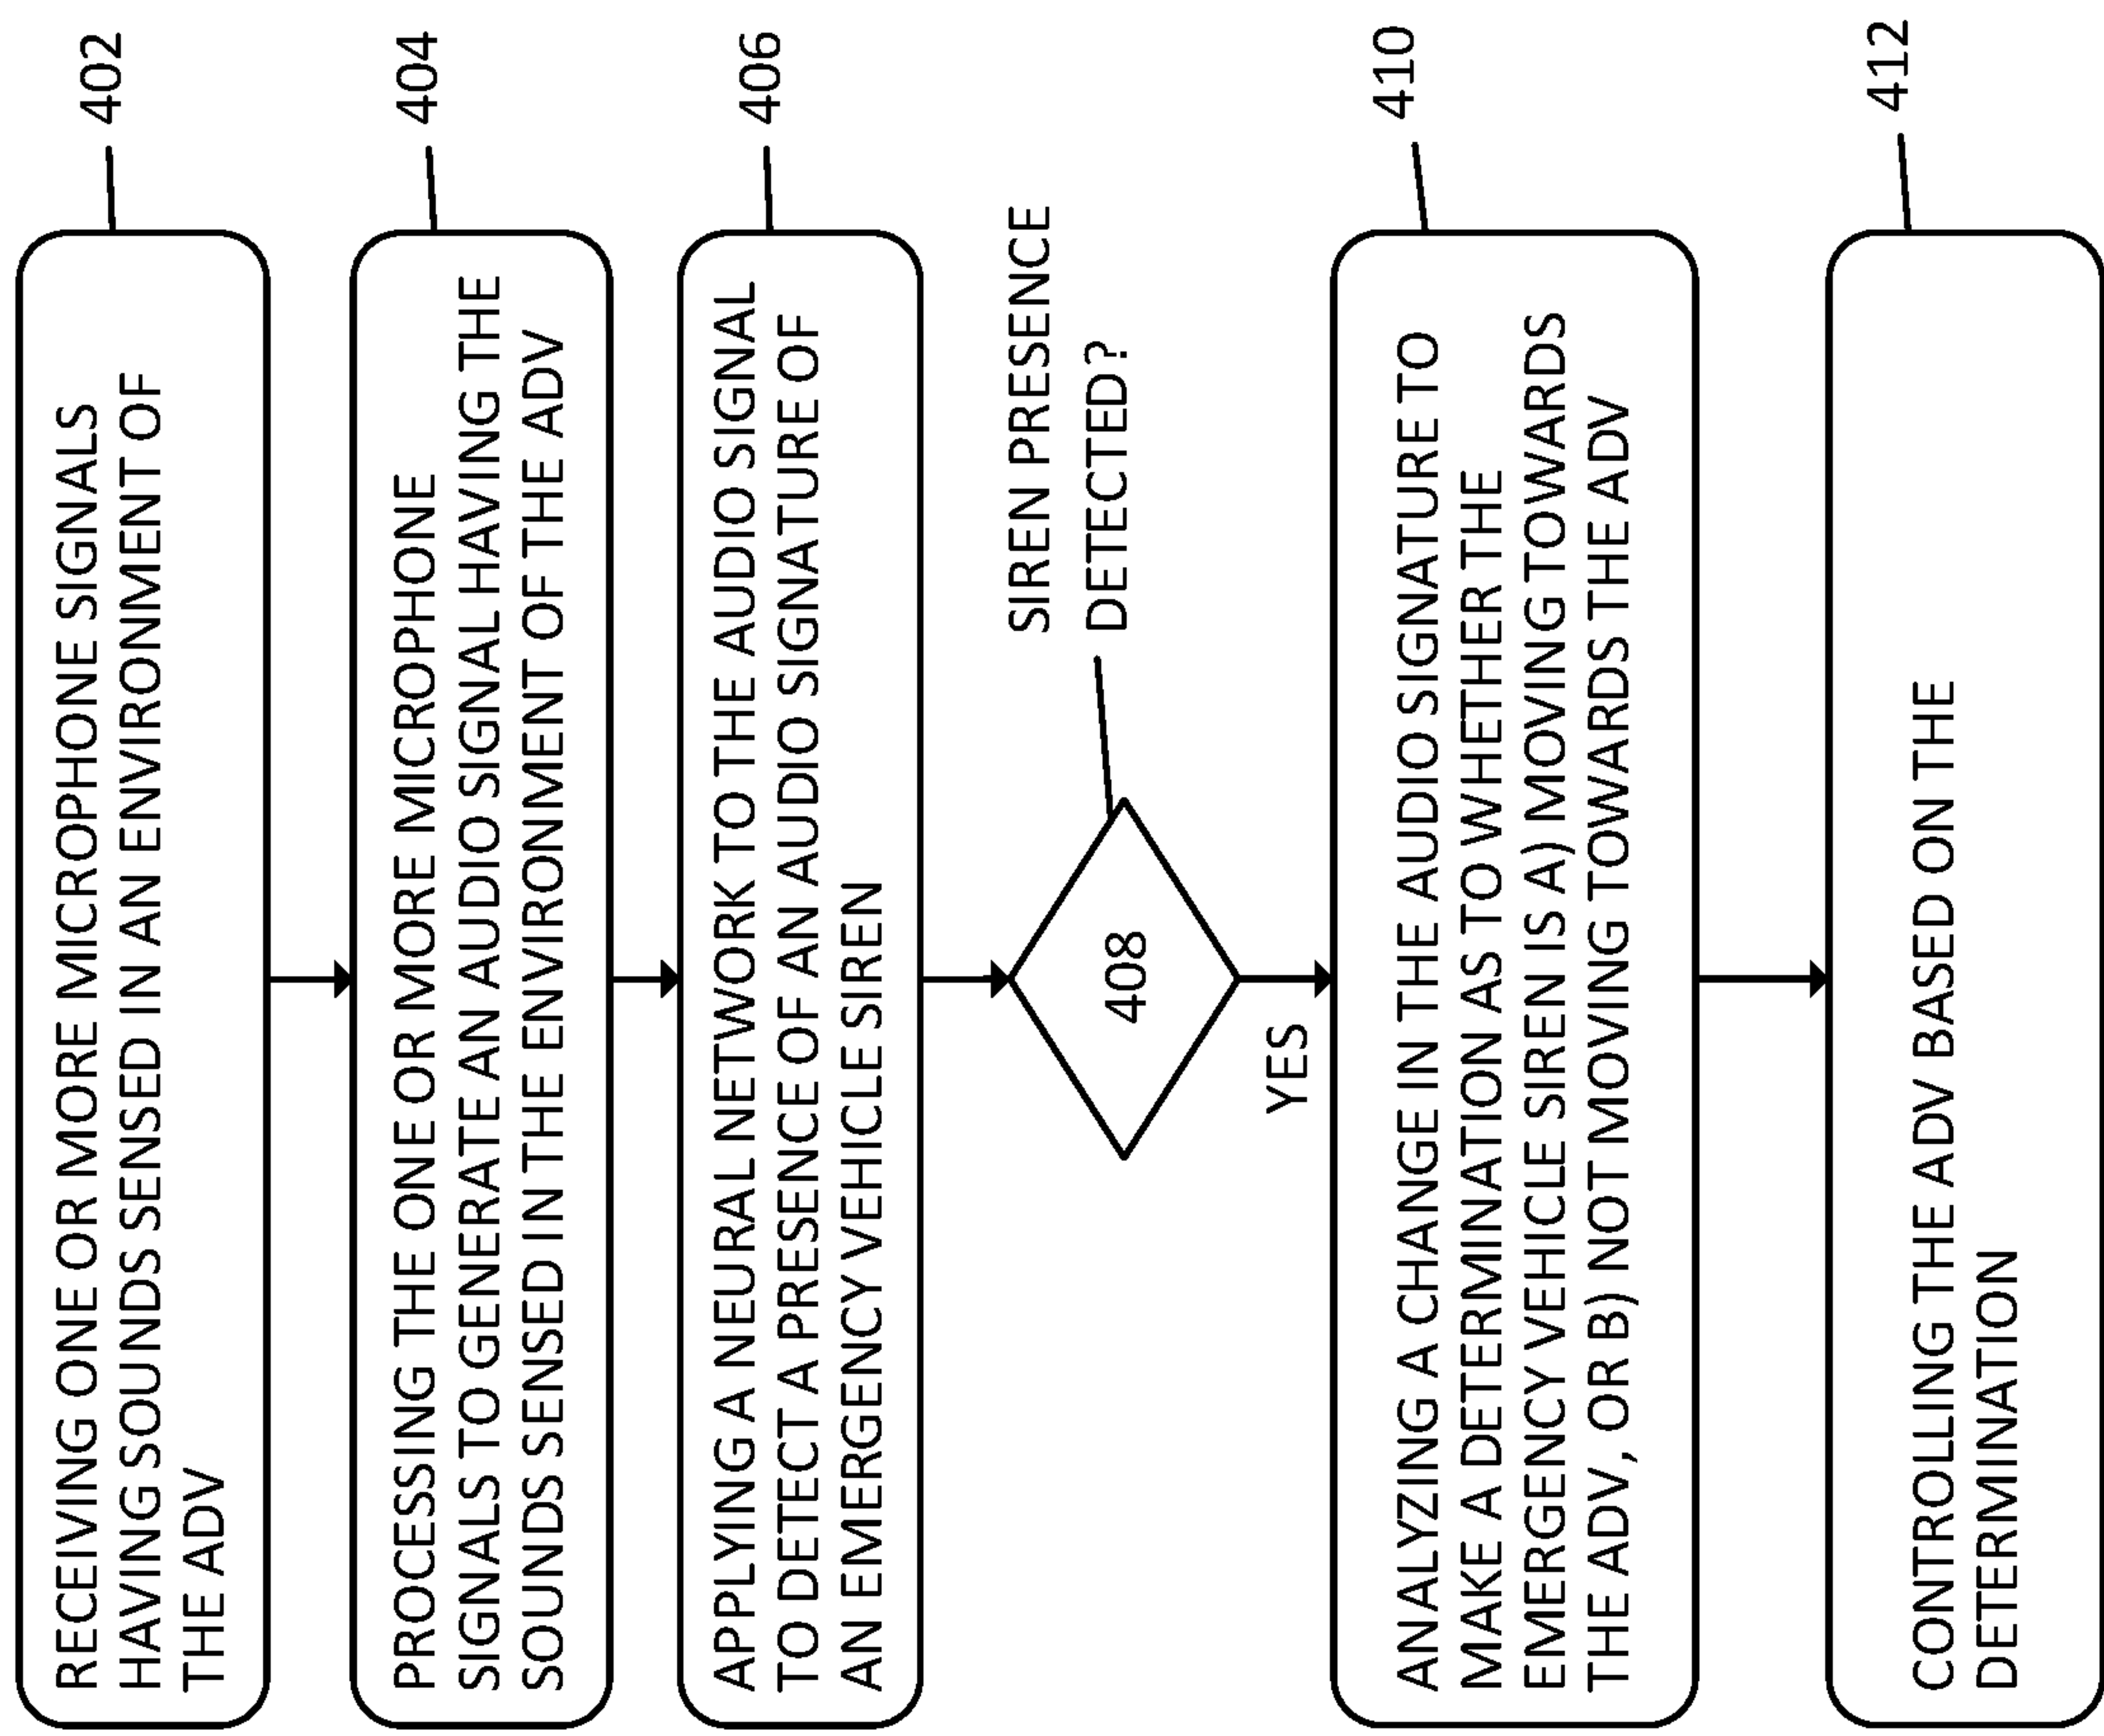 402
RECEIVING ONE OR MORE MICROPHONE SIGNALS
HAVING SOUNDS SENSED IN AN ENVIRONMENT OF
THE ADV
404
PROCESSING THE ONE OR MORE MICROPHONE
SIGNALS TO GENERATE AN AUDIO SIGNAL HAVING THE
SOUNDS SENSED IN THE ENVIRONMENT OF THE ADV
406
APPLYING A NEURAL NETWORK TO THE AUDIO SIGNAL
TO DETECT A PRESENCE OF AN AUDIO SIGNATURE OF
AN EMERGENCY VEHICLE SIREN
SIREN PRESENCE
DETECTED?
408
YES
410
ANALYZING A CHANGE IN THE AUDIO SIGNATURE TO
MAKE A DETERMINATION AS TO WHETHER THE
EMERGENCY VEHICLE SIREN IS A) MOVING TOWARDS
THE ADV, OR B) NOT MOVING TOWARDS THE ADV
412
CONTROLLING THE ADV BASED ON THE
DETERMINATION